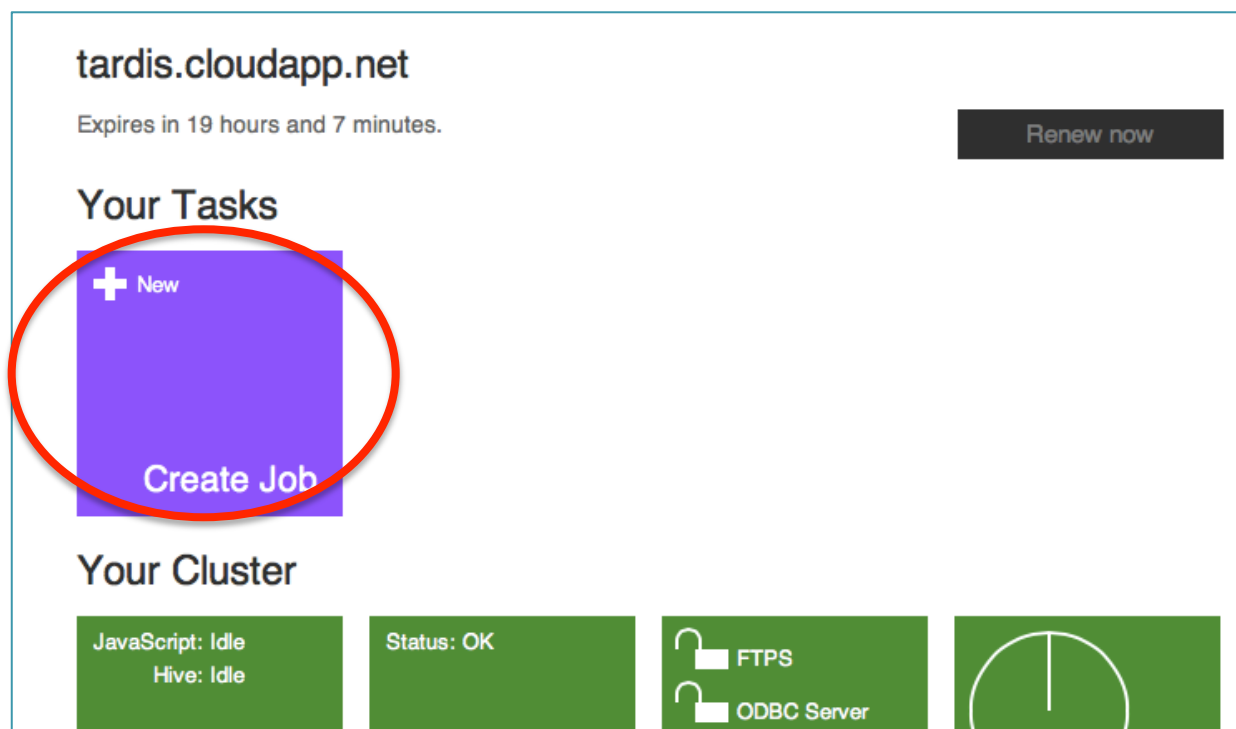 tardis.cloudapp.net
Expires in 19 hours and 7 minutes.
Renew now
Your Tasks
New
Create Job
Your Cluster
JavaScript: Idle
Hive: Idle
Status: OK
FTPS
ODBC Server